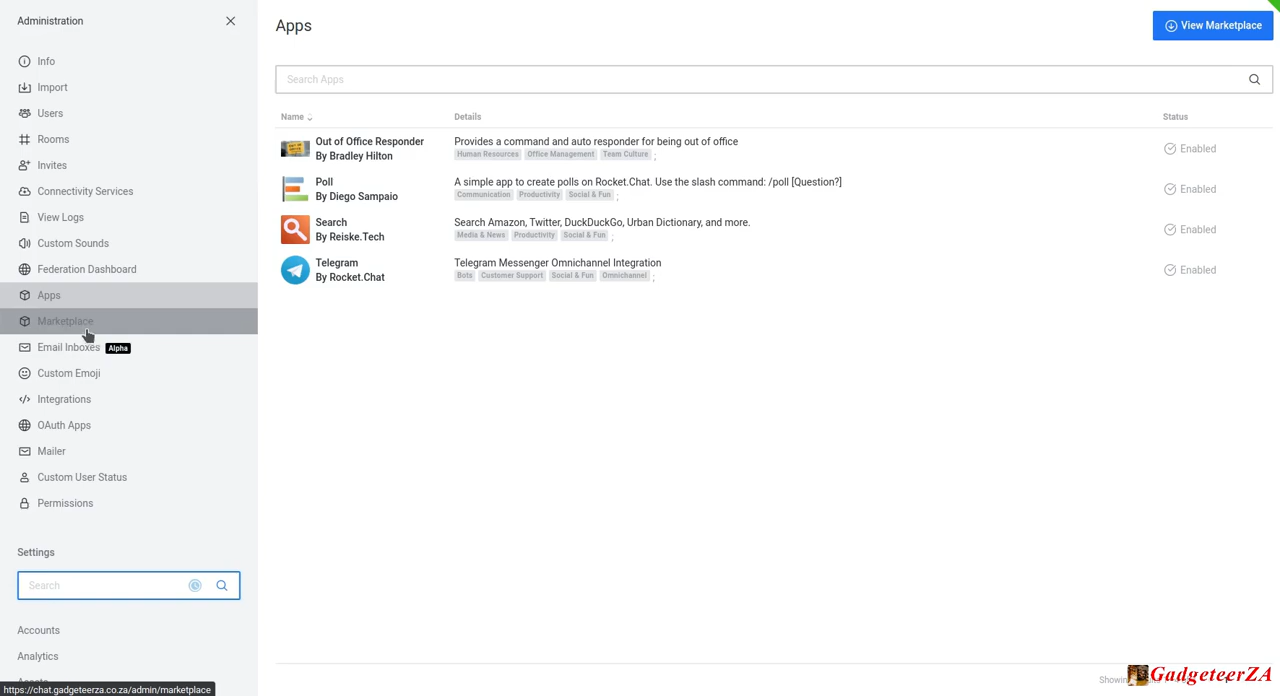 Administration
Info
Import
Users
Rooms
Invites
Connectivity Services
View Logs
Custom Sounds
Federation Dashboard
Apps
Marketplace
Email Inboxes Alpha
Custom Emoji
Integrations
OAuth Apps
Mailer
Custom User Status
Permissions
Settings
Search
Accounts
Analytics
https://chat.gadgeteerza.co.za/admin/marketplace
Apps
View Marketplace
Search Apps
Name Details Status
Out of Office Responder
By Bradley Hilton
Provides a command and auto responder for being out of office
Human Resources Office Management Team Culture ;
Enabled
Poll
By Diego Sampaio
A simple app to create polls on Rocket.Chat. Use the slash command: /poll [Question?]
Communication Productivity Social & Fun ;
Enabled
Search
By Reiske.Tech
Search Amazon, Twitter, DuckDuckGo, Urban Dictionary, and more.
Media & News Productivity Social & Fun ;
Enabled
Telegram
By Rocket.Chat
Telegram Messenger Omnichannel Integration
Bots Customer Support Social & Fun Omnichannel ;
Enabled
GadgeteerZA